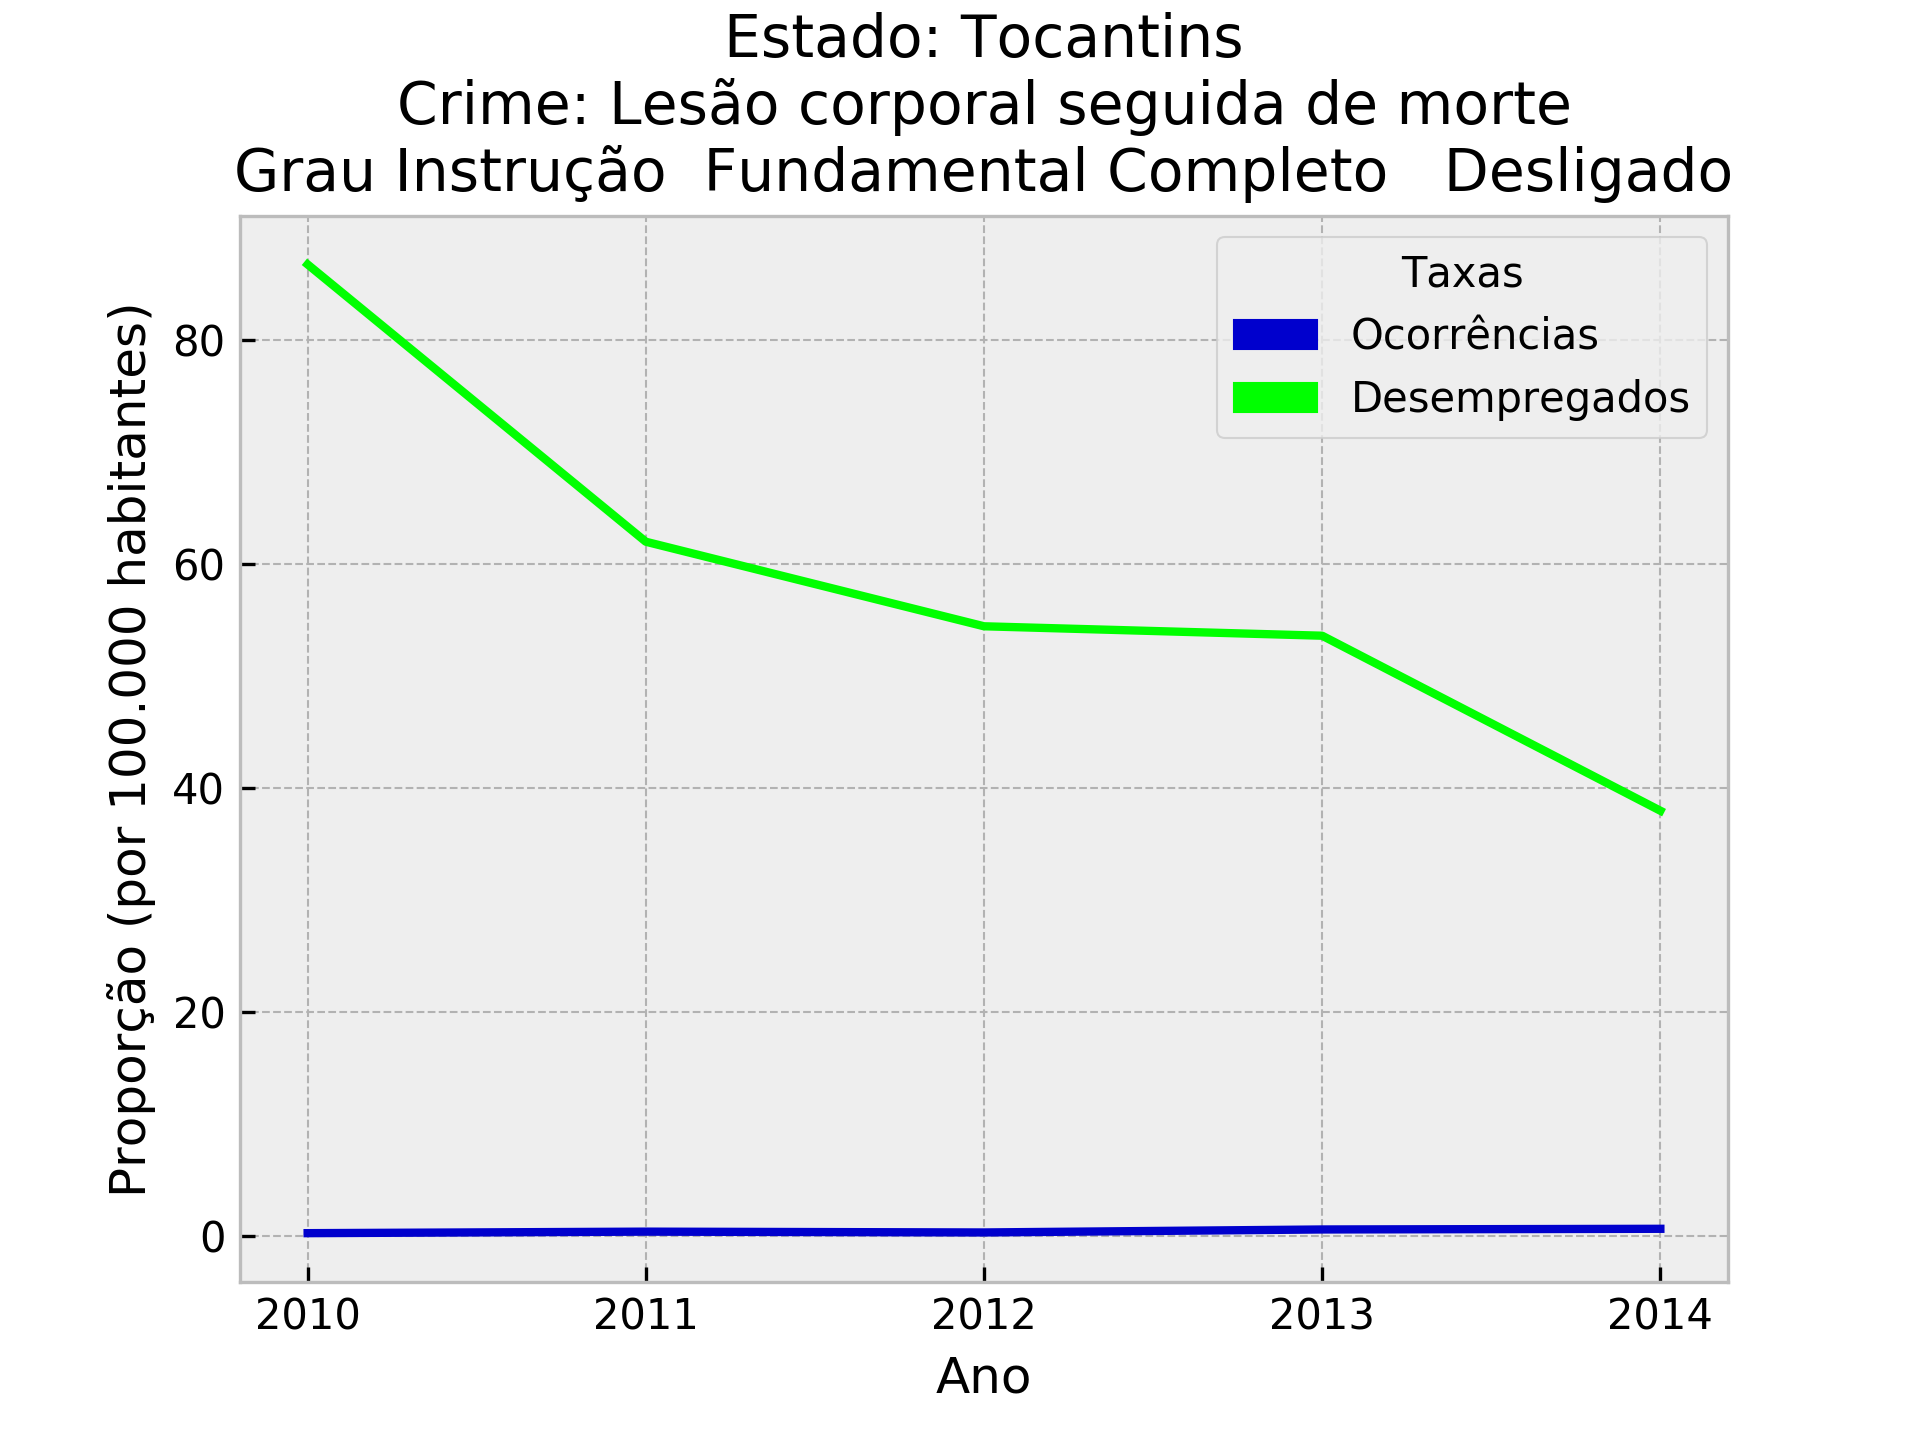 Estado: Tocantins
Crime: Lesão corporal seguida de morte
Grau Instrução  Fundamental Completo   Desligado
Taxas
Ocorrências
Desempregados
Proporção (por 100.000 habitantes)
80
60
40
20
0
2010 2011 2012 2013 2014
Ano